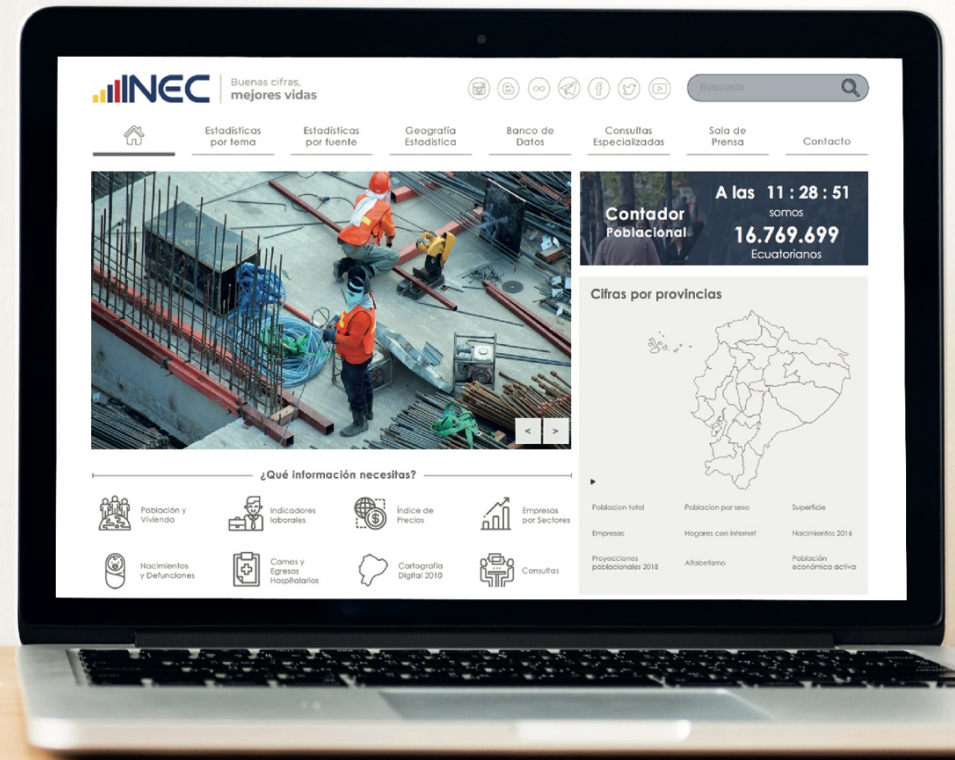 INEC
Buenas cifras,
mejores vidas
Búsqueda
Estadísticas
por tema
Estadísticas
por fuente
Geografía
Estadística
Banco de
Datos
Consultas
Especializadas
Sala de
Prensa
Contacto
Contador
Poblacional
A las 11 : 28 : 51
somos
16.769.699
Ecuatorianos
< >
Cifras por provincias
¿Qué información necesitas?
Población y
Vivienda
Indicadores
laborales
Índice de
Precios
Empresas
por Sectores
Nacimientos
y Defunciones
Camas y
Egresos
Hospitalarios
Cartografía
Digital 2010
Consultas
Poblacion total
Poblacion por sexo
Superficie
Empresas
Hogares con internet
Nacimientos 2016
Proyecciones
poblacionales 2018
Alfabetismo
Población
económica activa